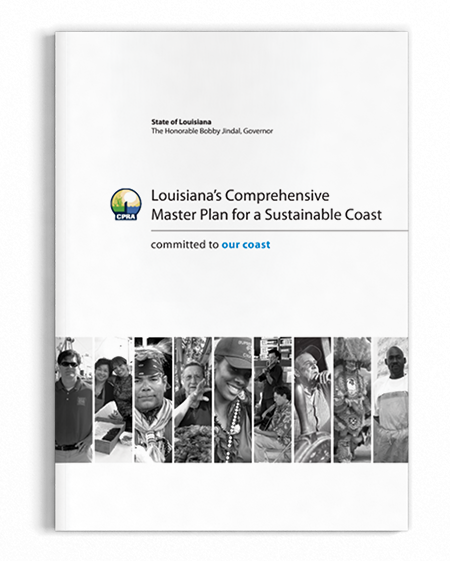 State of Louisiana
The Honorable Bobby Jindal, Governor
CPRA
Louisiana's Comprehensive
Master Plan for a Sustainable Coast
committed to our coast